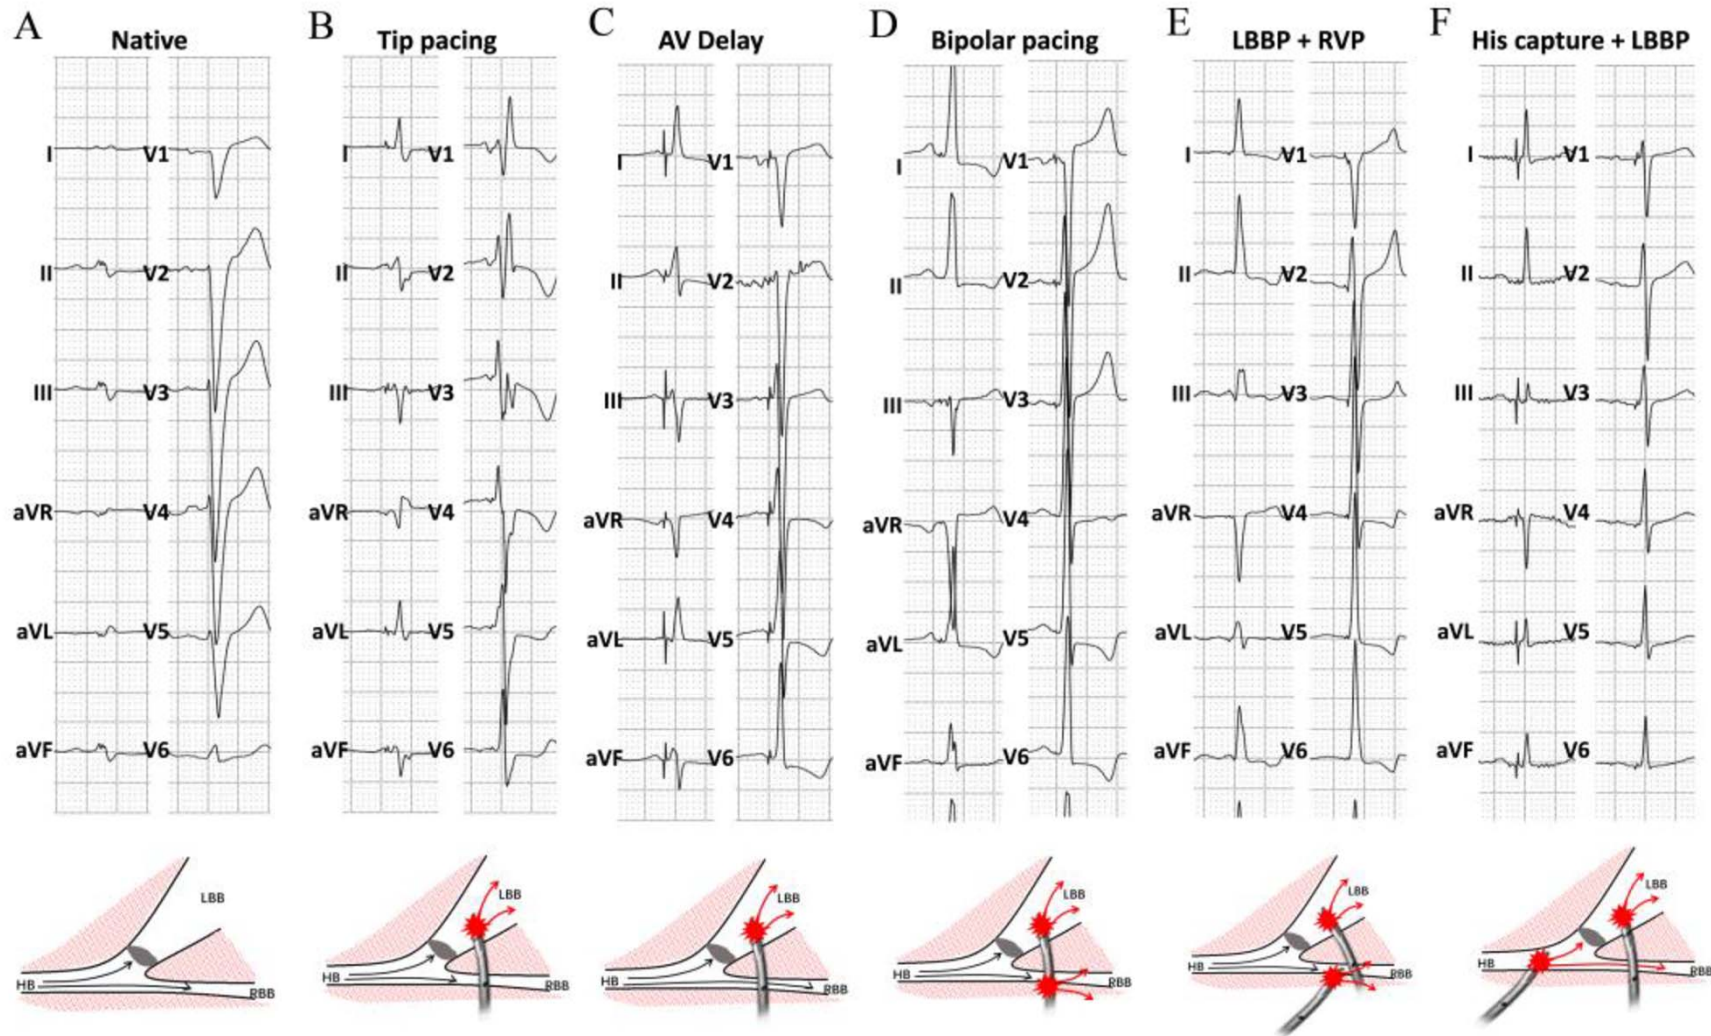 A Native B Tip pacing C AV Delay D Bipolar pacing E LBBP + RVP F His capture + LBBP
I V1 I V1 I V1 I V1 I V1 I V1
II V2 II V2 II V2 II V2 II V2 II V2
III V3 III V3 III V3 III V3 III V3 III V3
aVR V4 aVR V4 aVR V4 aVR V4 aVR V4 aVR V4
aVL V5 aVL V5 aVL V5 aVL V5 aVL V5 aVL V5
aVF V6 aVF V6 aVF V6 aVF V6 aVF V6 aVF V6
LBB LBB LBB LBB LBB LBB
HB RBB HB RBB HB RBB HB RBB HB RBB HB RBB